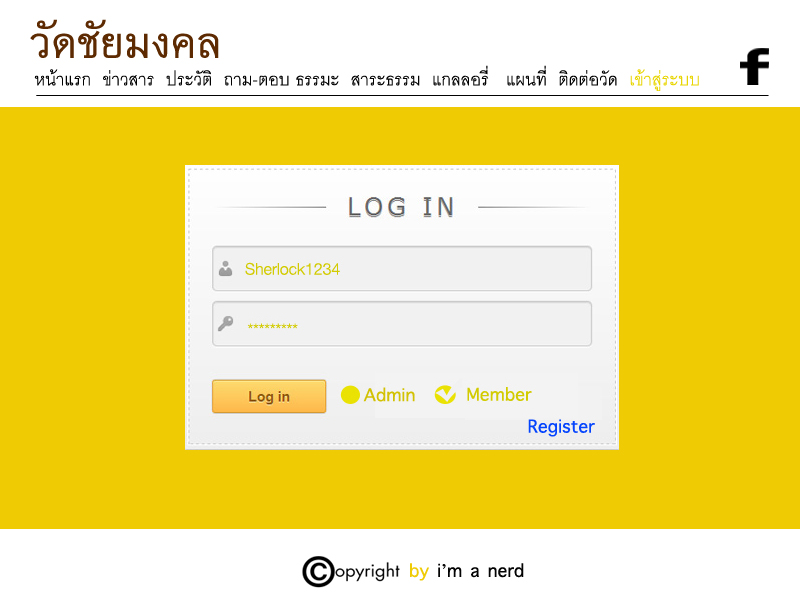 วัดชัยมงคล
หน้าแรก ข่าวสาร ประวัติ ถาม-ตอบ ธรรมะ สาระธรรม แกลลอรี่ แผนที่ ติดต่อวัด เข้าสู่ระบบ
f
LOG IN
Sherlock1234
*********
Log in Admin Member
Register
©opyright by i'm a nerd